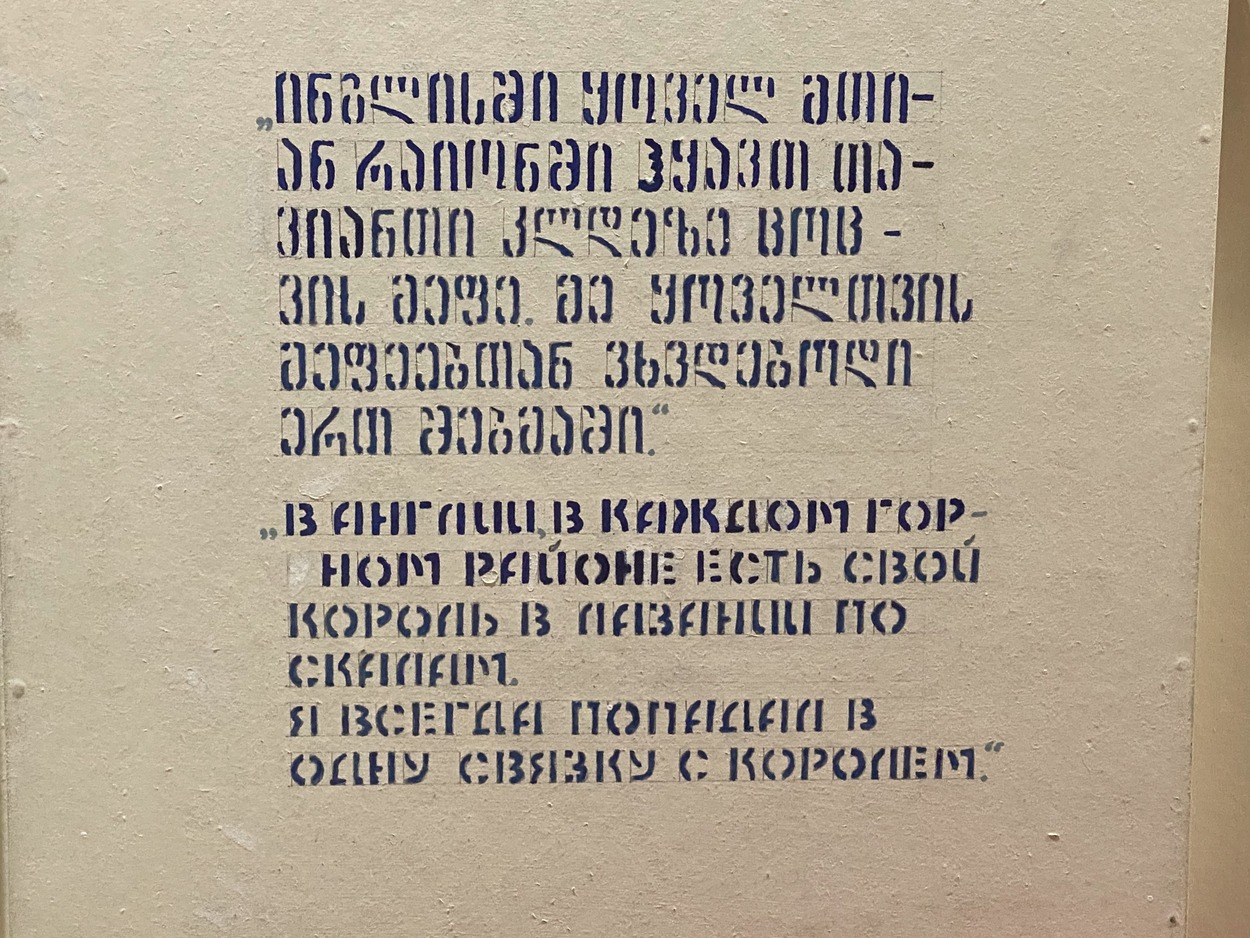 „ინგლისში ყოველ მთი-
ან რაიონში ჰყავთ თა-
ვიანთი კლდეზე ცოც-
ვის მეფე. მე ყოველთვის
მეფეებთან ვხვდებოდი
ერთ შებმაში.“
„В АНГЛИИ, В КАЖДОМ ГОР-
НОМ РАЙОНЕ ЕСТЬ СВОЙ
КОРОЛЬ В ЛАЗАНИИ ПО
СКАЛАМ.
Я ВСЕГДА ПОПАДАЛ В
ОДНУ СВЯЗКУ С КОРОЛЕМ.“